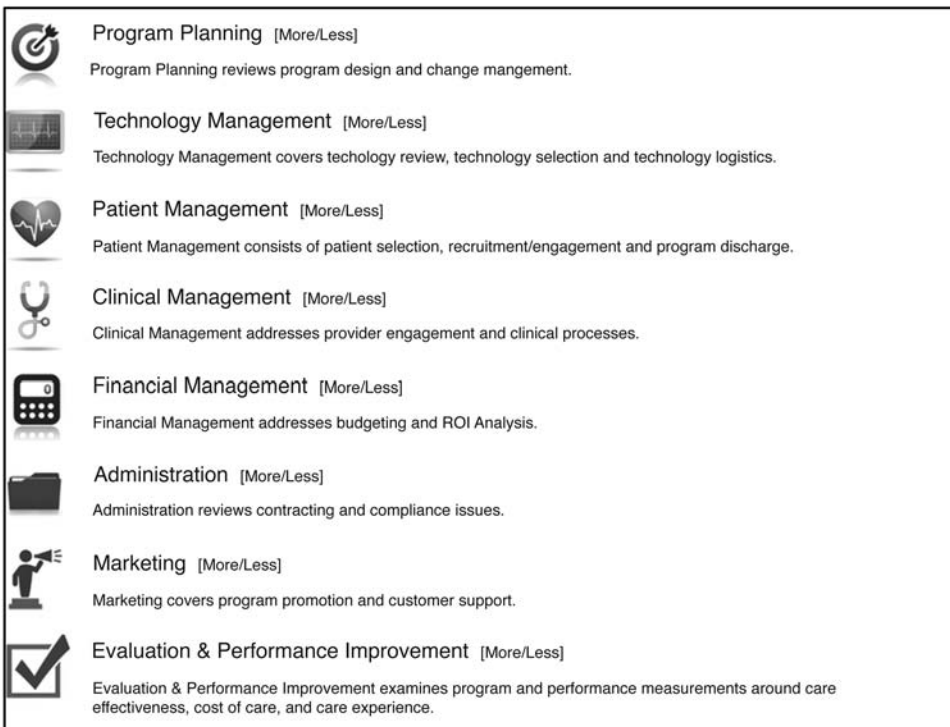 Program Planning [More/Less]
Program Planning reviews program design and change mangement.
Technology Management [More/Less]
Technology Management covers techology review, technology selection and technology logistics.
Patient Management [More/Less]
Patient Management consists of patient selection, recruitment/engagement and program discharge.
Clinical Management [More/Less]
Clinical Management addresses provider engagement and clinical processes.
0
Financial Management [More/Less]
Financial Management addresses budgeting and ROI Analysis.
Administration [More/Less]
Administration reviews contracting and compliance issues.
Marketing [More/Less]
Marketing covers program promotion and customer support.
Evaluation & Performance Improvement [More/Less]
Evaluation & Performance Improvement examines program and performance measurements around care
effectiveness, cost of care, and care experience.